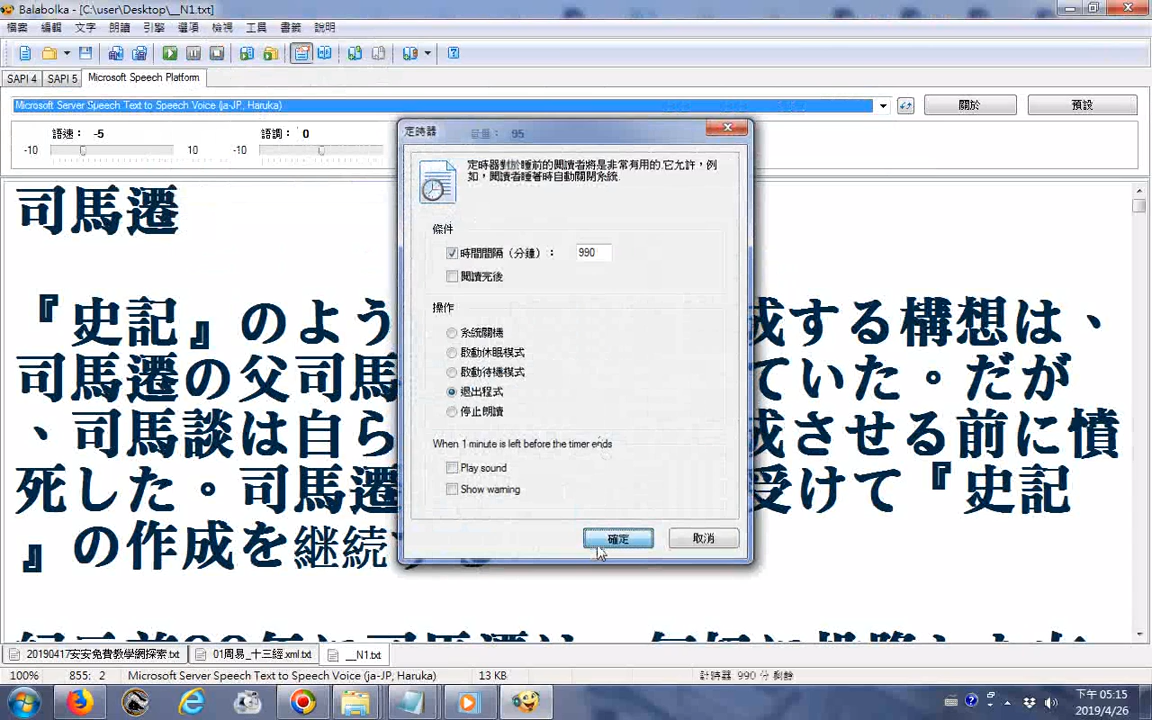 Balabolka - [C:\user\Desktop\__N1.txt]
檔案 編輯 文字 朗讀 引擎 選項 檢視 工具 書籤 說明
SAPI 4 SAPI 5 Microsoft Speech Platform
Microsoft Server Speech Text to Speech Voice (ja-JP, Haruka)
關於 預設
語速： -5
語調： 0
-10 10 -10
定時器
音量： 95
定時器對於睡前的閱讀者將是非常有用的.它允許，例
如，閱讀者睡著時自動關閉系統.
條件
時間間隔（分鐘）： 990
閱讀完後
操作
系統關機
啟動休眠模式
啟動待機模式
退出程式
停止朗讀
When 1 minute is left before the timer ends
Play sound
Show warning
確定 取消
司馬遷
『史記』のよう 成する構想は、
司馬遷の父司馬 ていた。だが
、司馬談は自ら 成させる前に憤
死した。司馬遷 受けて『史記
』の作成を継続
20190417安安免費教學網探索.txt 01周易_十三經.xml.txt __N1.txt
100% 855: 2 Microsoft Server Speech Text to Speech Voice (ja-JP, Haruka) 13 KB 計時器 990 分 剩餘
下午 05:15
2019/4/26